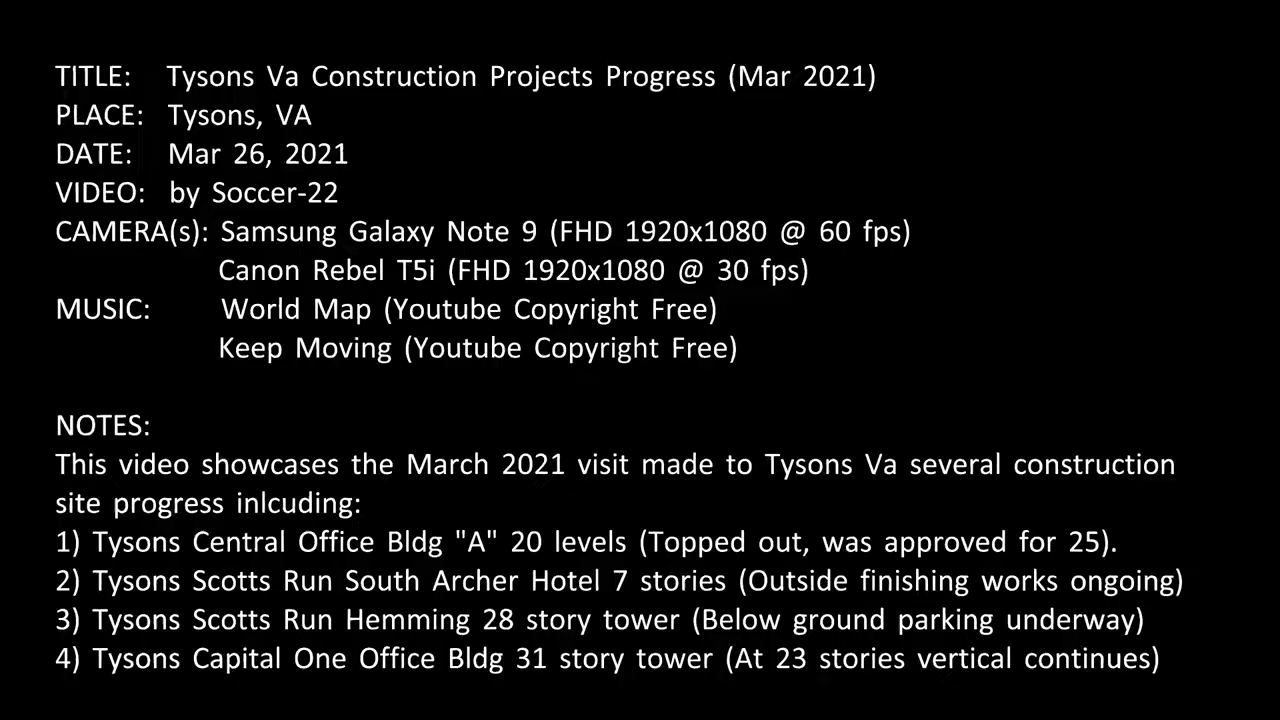 TITLE: Tysons Va Construction Projects Progress (Mar 2021)
PLACE: Tysons, VA
DATE: Mar 26, 2021
VIDEO: by Soccer-22
CAMERA(s): Samsung Galaxy Note 9 (FHD 1920x1080 @ 60 fps)
Canon Rebel T5i (FHD 1920x1080 @ 30 fps)
MUSIC: World Map (Youtube Copyright Free)
Keep Moving (Youtube Copyright Free)
NOTES:
This video showcases the March 2021 visit made to Tysons Va several construction
site progress inlcuding:
1) Tysons Central Office Bldg "A" 20 levels (Topped out, was approved for 25).
2) Tysons Scotts Run South Archer Hotel 7 stories (Outside finishing works ongoing)
3) Tysons Scotts Run Hemming 28 story tower (Below ground parking underway)
4) Tysons Capital One Office Bldg 31 story tower (At 23 stories vertical continues)